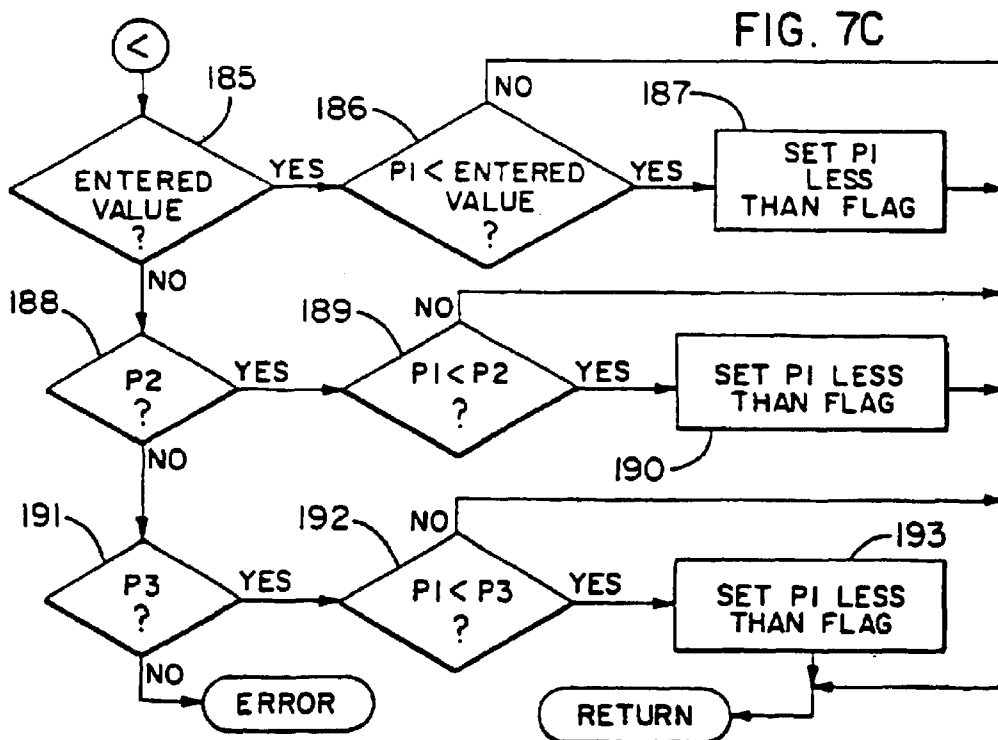 FIG. 7C
<
185
186
187
ENTERED
VALUE
?
YES
NO
P1 < ENTERED
VALUE
?
NO
YES
SET P1
LESS
THAN FLAG
188
189
P2
?
YES
NO
P1 < P2
?
NO
YES
SET P1 LESS
THAN FLAG
190
191
192
193
P3
?
YES
NO
P1 < P3
?
NO
YES
SET P1 LESS
THAN FLAG
ERROR
RETURN